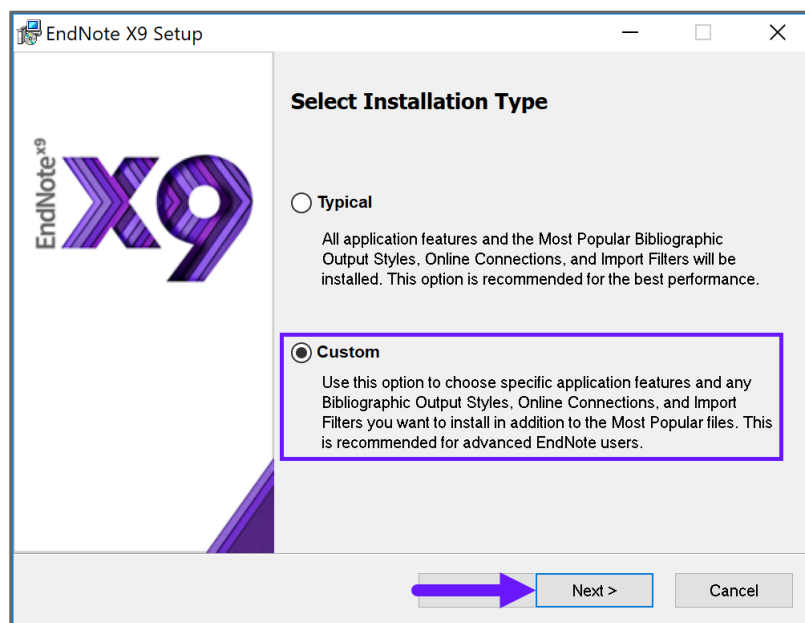 EndNote X9 Setup
EndNote X9
X9
Select Installation Type
Typical
All application features and the Most Popular Bibliographic
Output Styles, Online Connections, and Import Filters will be
installed. This option is recommended for the best performance.
Custom
Use this option to choose specific application features and any
Bibliographic Output Styles, Online Connections, and Import
Filters you want to install in addition to the Most Popular files. This
is recommended for advanced EndNote users.
Next >
Cancel